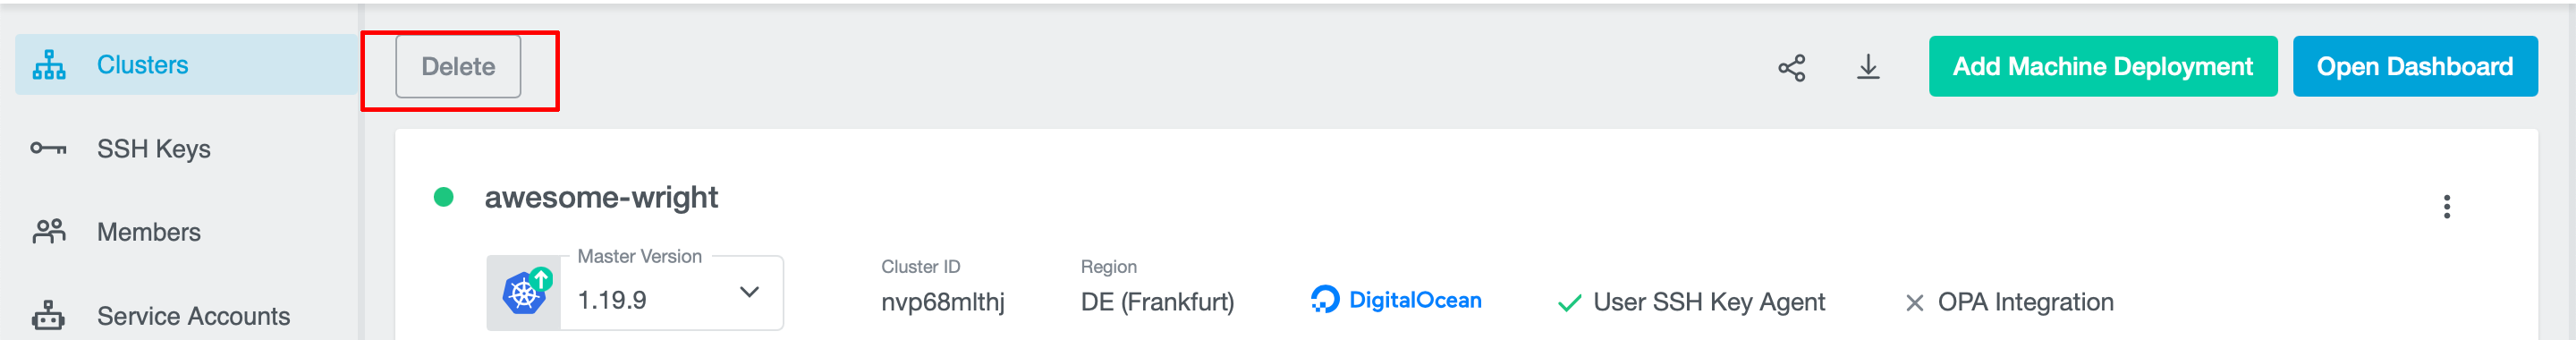 Clusters
SSH Keys
Members
Service Accounts
Delete
Add Machine Deployment
Open Dashboard
awesome-wright
Master Version
1.19.9
Cluster ID
nvp68mlthj
Region
DE (Frankfurt)
DigitalOcean
User SSH Key Agent
OPA Integration